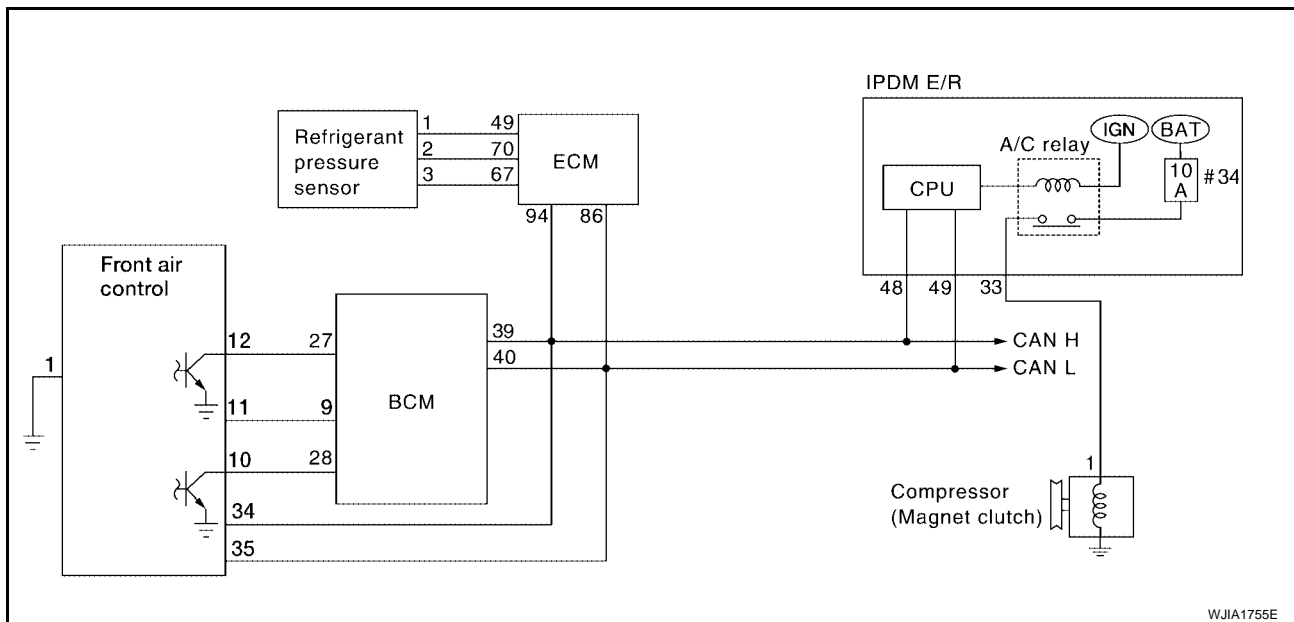 IPDM E/R
IGN
BAT
A/C relay
10
A
#34
CPU
48
49
33
Refrigerant
pressure
sensor
1
2
3
49
70
67
ECM
94
86
Front air
control
1
12
11
10
34
35
27
9
28
BCM
39
40
CAN H
CAN L
1
Compressor
(Magnet clutch)
WJIA1755E